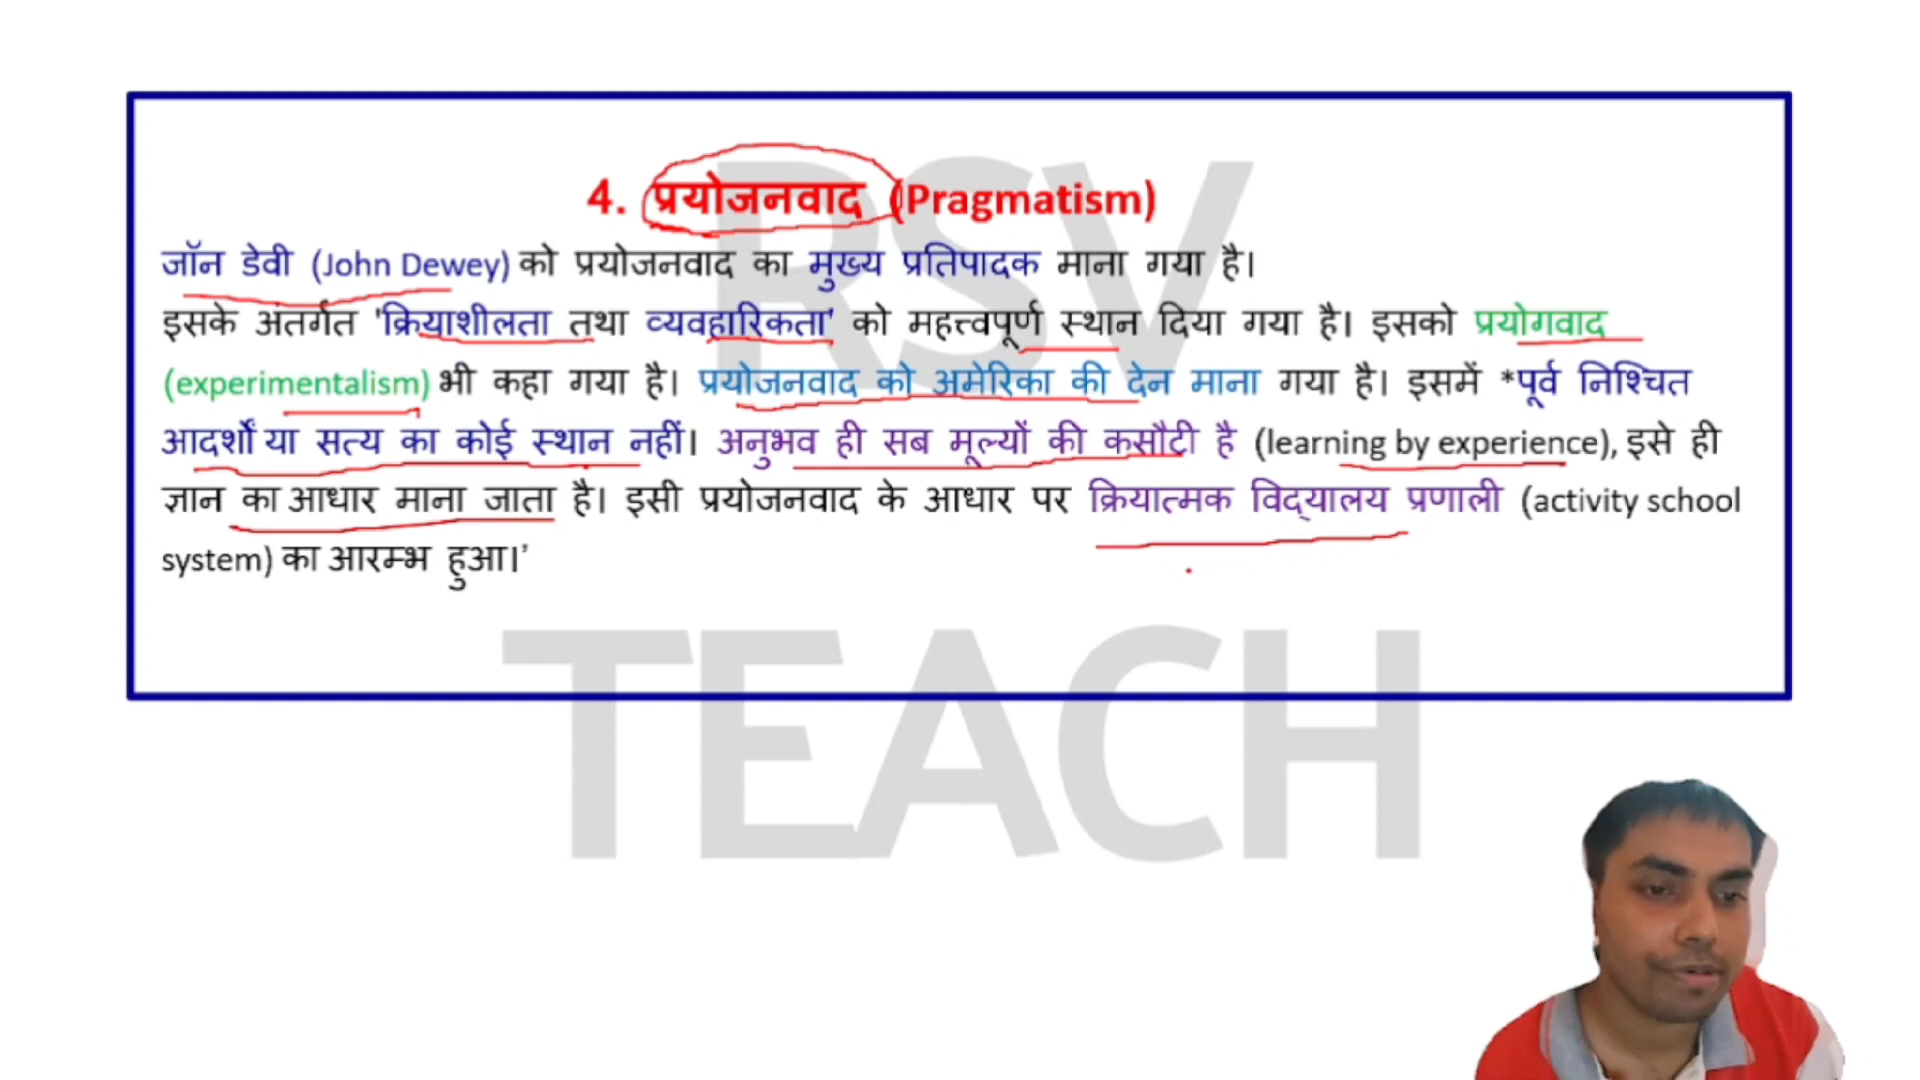 4. प्रयोजनवाद (Pragmatism)
जॉन डेवी (John Dewey) को प्रयोजनवाद का मुख्य प्रतिपादक माना गया है।
इसके अंतर्गत 'क्रियाशीलता तथा व्यवहारिकता' को महत्त्वपूर्ण स्थान दिया गया है। इसको प्रयोगवाद
(experimentalism) भी कहा गया है। प्रयोजनवाद को अमेरिका की देन माना गया है। इसमें *पूर्व निश्चित
आदर्शों या सत्य का कोई स्थान नहीं। अनुभव ही सब मूल्यों की कसौटी है (learning by experience), इसे ही
ज्ञान का आधार माना जाता है। इसी प्रयोजनवाद के आधार पर क्रियात्मक विद्यालय प्रणाली (activity school
system) का आरम्भ हुआ।’
RSV
TEACH